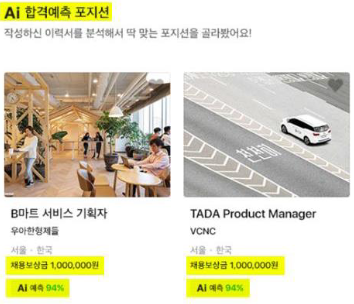 Ai 합격예측 포지션
작성하신 이력서를 분석해서 딱 맞는 포지션을 골라봤어요!
B마트 서비스 기획자
우아한형제들
서울 · 한국
채용보상금 1,000,000원
Ai 예측 94%
TADA Product Manager
VCNC
서울 · 한국
채용보상금 1,000,000원
Ai 예측 94%